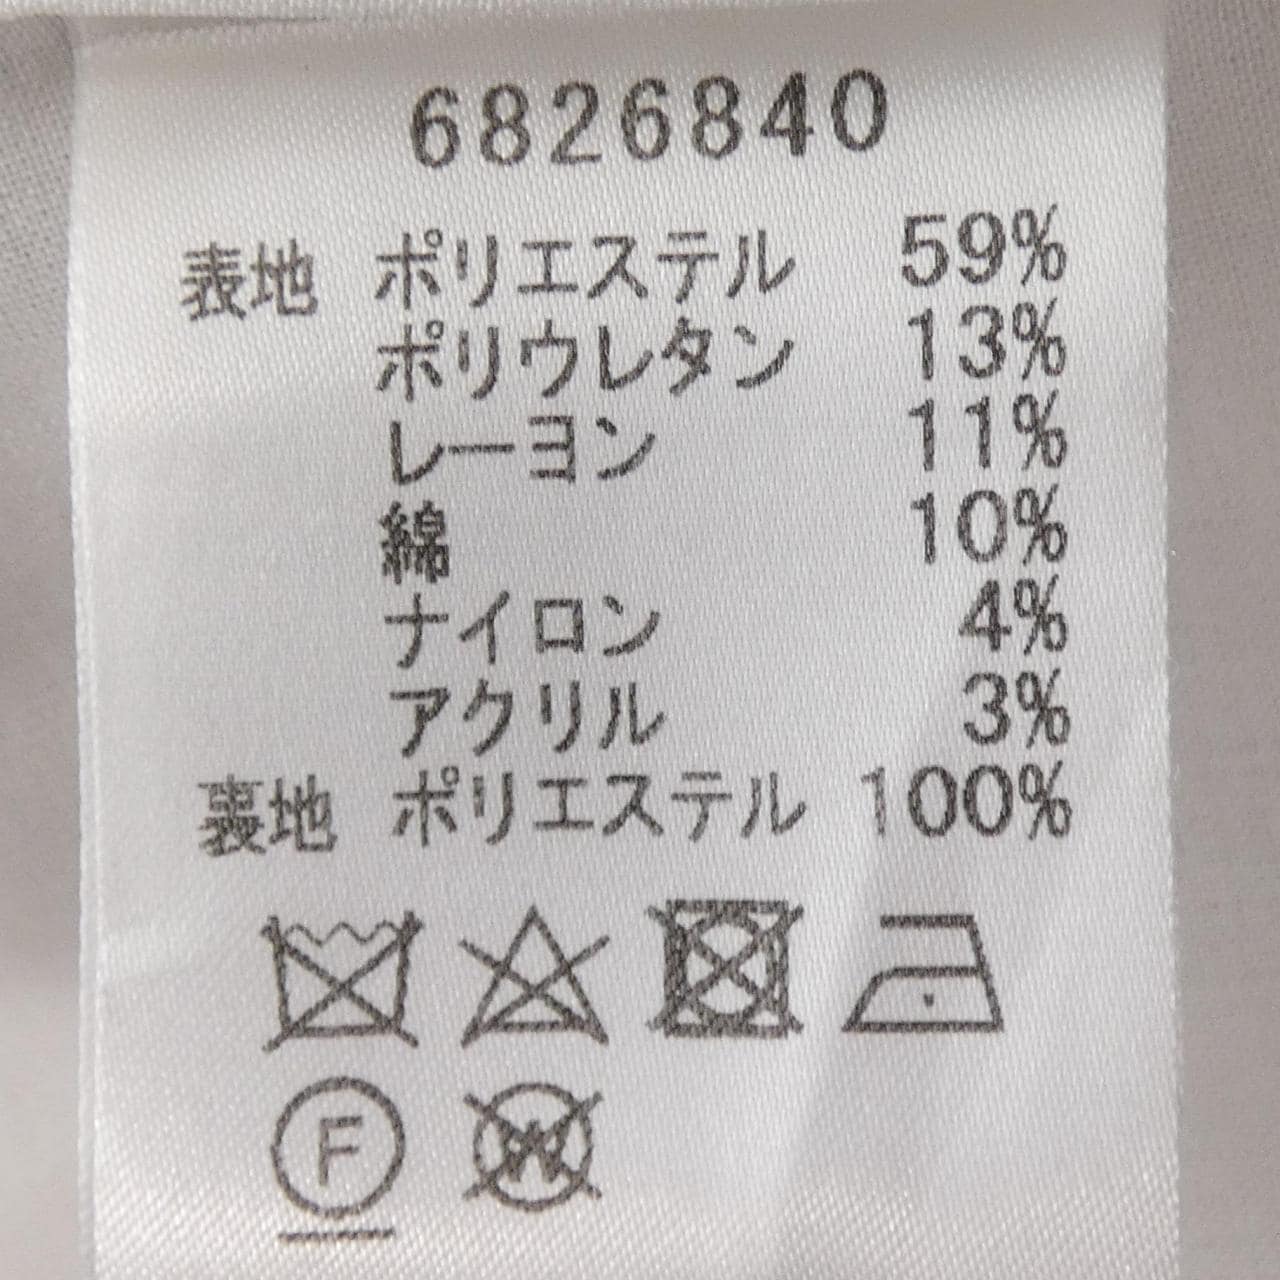 6826840
表地 ポリエステル 59%
ポリウレタン 13%
レーヨン 11%
綿 10%
ナイロン 4%
アクリル 3%
裏地 ポリエステル 100%
F W